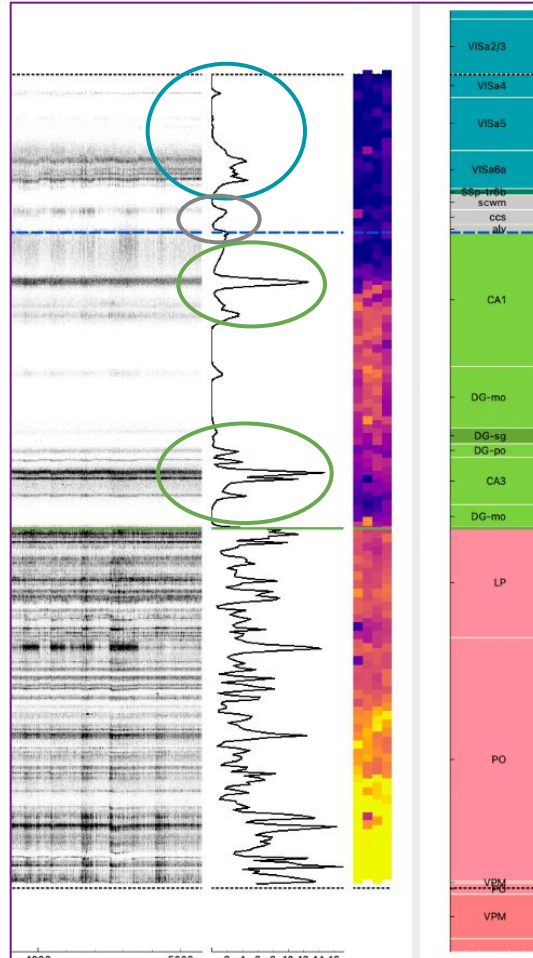 VISa2/3
VISa4
VISa5
VISa6a
SSp-tr6b
scwm
ccs
alv
CA1
DG-mo
DG-sg
DG-po
CA3
DG-mo
LP
PO
VPM
PO
VPM